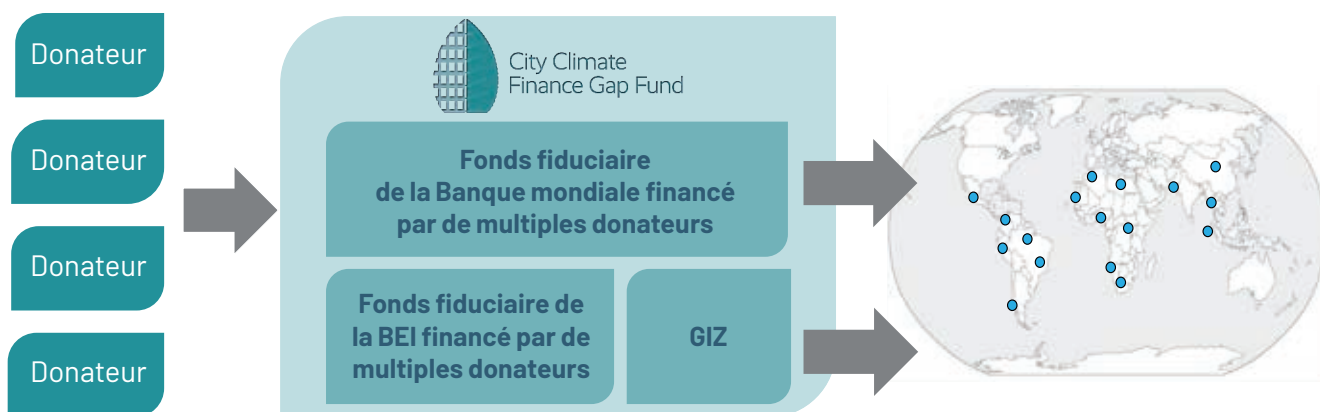 Donateur
Donateur
Donateur
Donateur
City Climate
Finance Gap Fund
Fonds fiduciaire
de la Banque mondiale financé
par de multiples donateurs
Fonds fiduciaire de
la BEI financé par de
multiples donateurs
GIZ